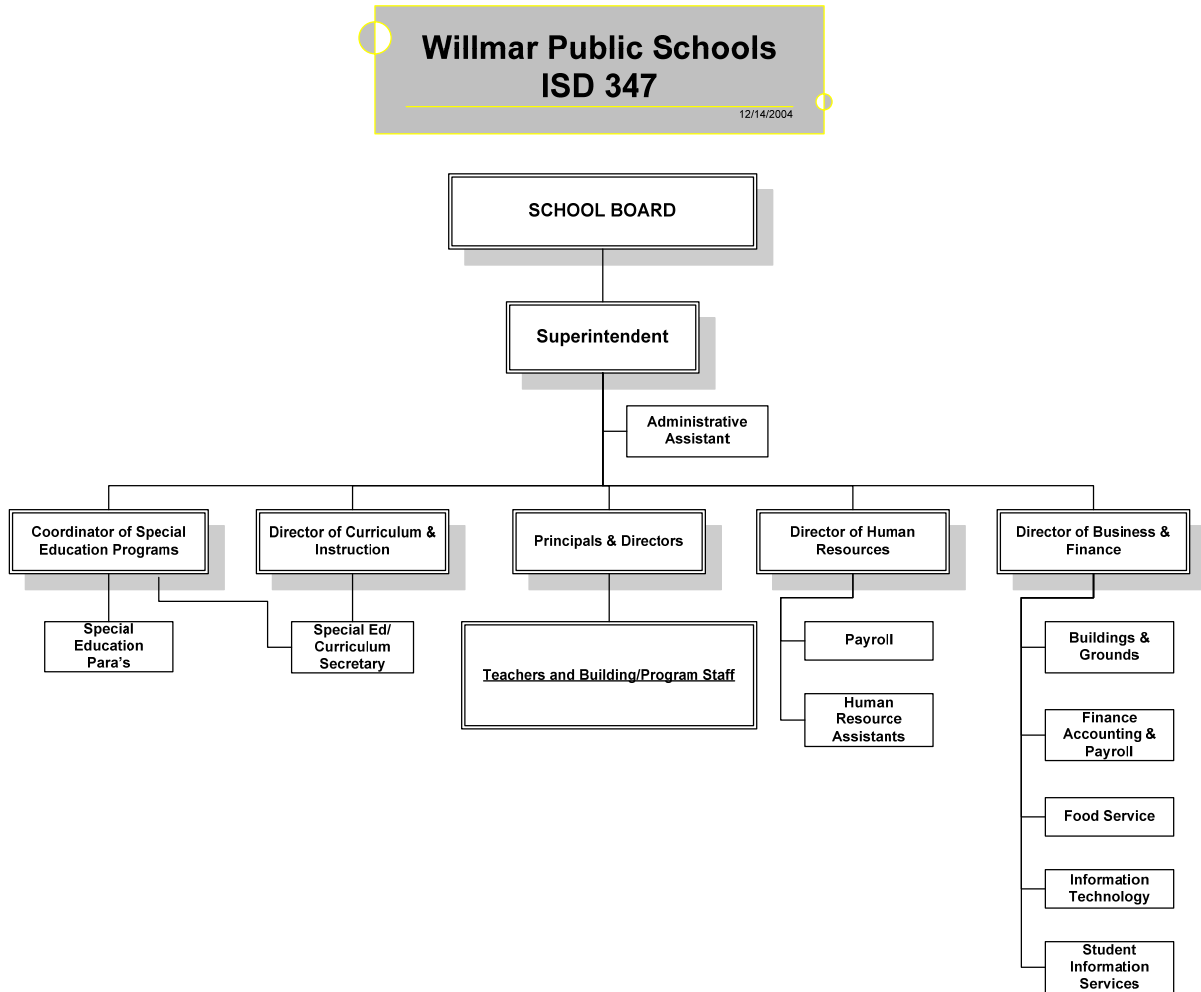 Willmar Public Schools
ISD 347
12/14/2004
SCHOOL BOARD
Superintendent
Administrative
Assistant
Coordinator of Special
Education Programs
Director of Curriculum &
Instruction
Principals & Directors
Director of Human
Resources
Director of Business &
Finance
Special
Education
Para's
Special Ed/
Curriculum
Secretary
Teachers and Building/Program Staff
Payroll
Human
Resource
Assistants
Buildings &
Grounds
Finance
Accounting &
Payroll
Food Service
Information
Technology
Student
Information
Services